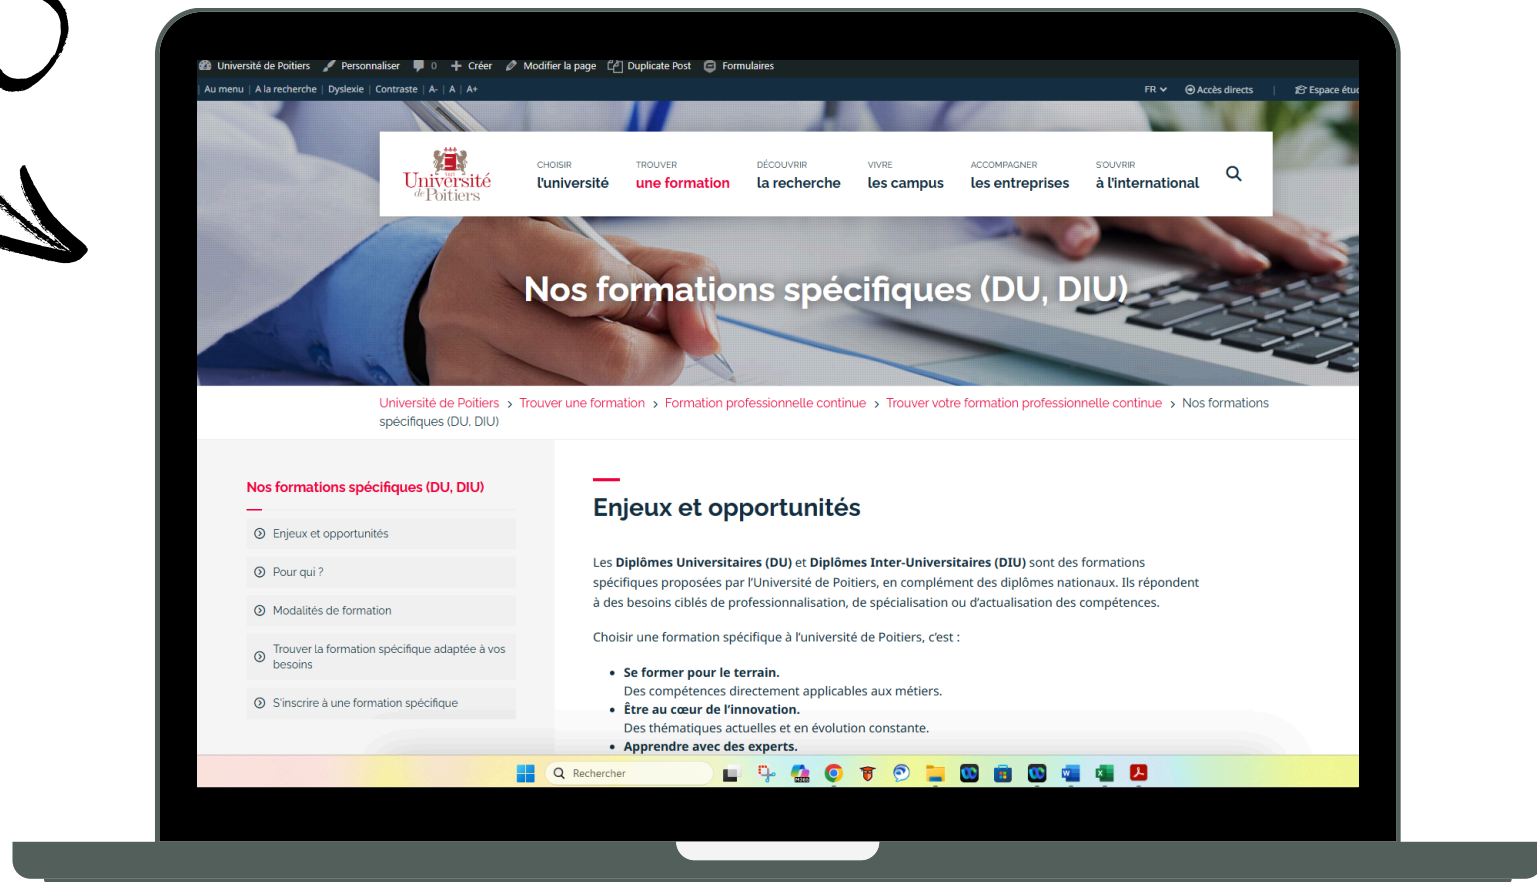 Université de Poitiers Personnaliser 0 Créer Modifier la page Duplicate Post Formulaires
Au menu | A la recherche | Dyslexie | Contraste | A- | A | A+ FR Accès directs | Espace étu
Université
de Poitiers
CHOISIR
l'université
TROUVER
une formation
DÉCOUVRIR
la recherche
VIVRE
les campus
ACCOMPAGNER
les entreprises
S'OUVRIR
à l'international
Nos formations spécifiques (DU, DIU)
Université de Poitiers > Trouver une formation > Formation professionnelle continue > Trouver votre formation professionnelle continue > Nos formations
spécifiques (DU, DIU)
Nos formations spécifiques (DU, DIU)
Enjeux et opportunités
Pour qui ?
Modalités de formation
Trouver la formation spécifique adaptée à vos
besoins
S'inscrire à une formation spécifique
Enjeux et opportunités
Les Diplômes Universitaires (DU) et Diplômes Inter-Universitaires (DIU) sont des formations
spécifiques proposées par l'Université de Poitiers, en complément des diplômes nationaux. Ils répondent
à des besoins ciblés de professionnalisation, de spécialisation ou d'actualisation des compétences.
Choisir une formation spécifique à l'université de Poitiers, c'est :
• Se former pour le terrain.
Des compétences directement applicables aux métiers.
• Être au cœur de l'innovation.
Des thématiques actuelles et en évolution constante.
• Apprendre avec des experts.
Rechercher